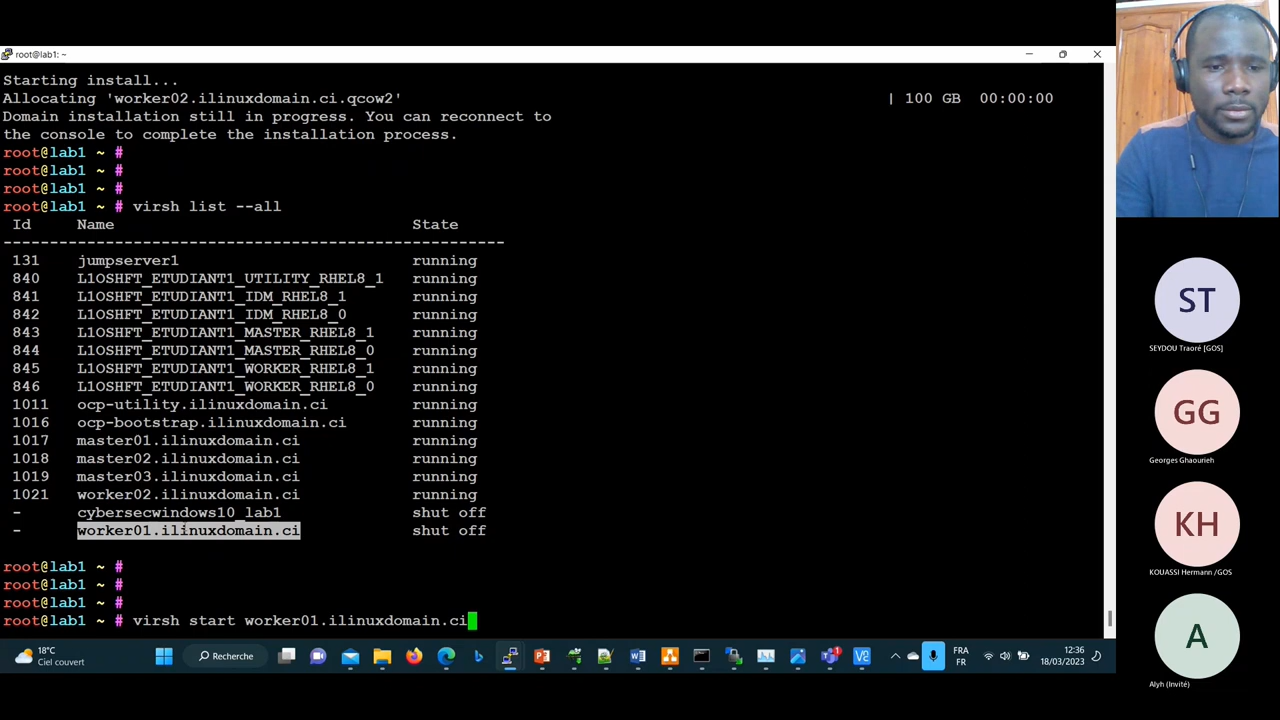 root@lab1: ~
Starting install...
Allocating 'worker02.ilinuxdomain.ci.qcow2' | 100 GB 00:00:00
Domain installation still in progress. You can reconnect to
the console to complete the installation process.
root@lab1 ~ #
root@lab1 ~ #
root@lab1 ~ #
root@lab1 ~ # virsh list --all
Id Name State
----------------------------------------------------
131 jumpserver1 running
840 L1OSHFT_ETUDIANT1_UTILITY_RHEL8_1 running
841 L1OSHFT_ETUDIANT1_IDM_RHEL8_1 running
842 L1OSHFT_ETUDIANT1_IDM_RHEL8_0 running
843 L1OSHFT_ETUDIANT1_MASTER_RHEL8_1 running
844 L1OSHFT_ETUDIANT1_MASTER_RHEL8_0 running
845 L1OSHFT_ETUDIANT1_WORKER_RHEL8_1 running
846 L1OSHFT_ETUDIANT1_WORKER_RHEL8_0 running
1011 ocp-utility.ilinuxdomain.ci running
1016 ocp-bootstrap.ilinuxdomain.ci running
1017 master01.ilinuxdomain.ci running
1018 master02.ilinuxdomain.ci running
1019 master03.ilinuxdomain.ci running
1021 worker02.ilinuxdomain.ci running
- cybersecwindows10_lab1 shut off
- worker01.ilinuxdomain.ci shut off
root@lab1 ~ #
root@lab1 ~ #
root@lab1 ~ #
root@lab1 ~ # virsh start worker01.ilinuxdomain.ci
18°C
Ciel couvert
Recherche
FRA
FR
12:36
18/03/2023
ST
SEYDOU Traoré [GOS]
GG
Georges Ghaourieh
KH
KOUASSI Hermann /GOS
A
Alyh (Invité)